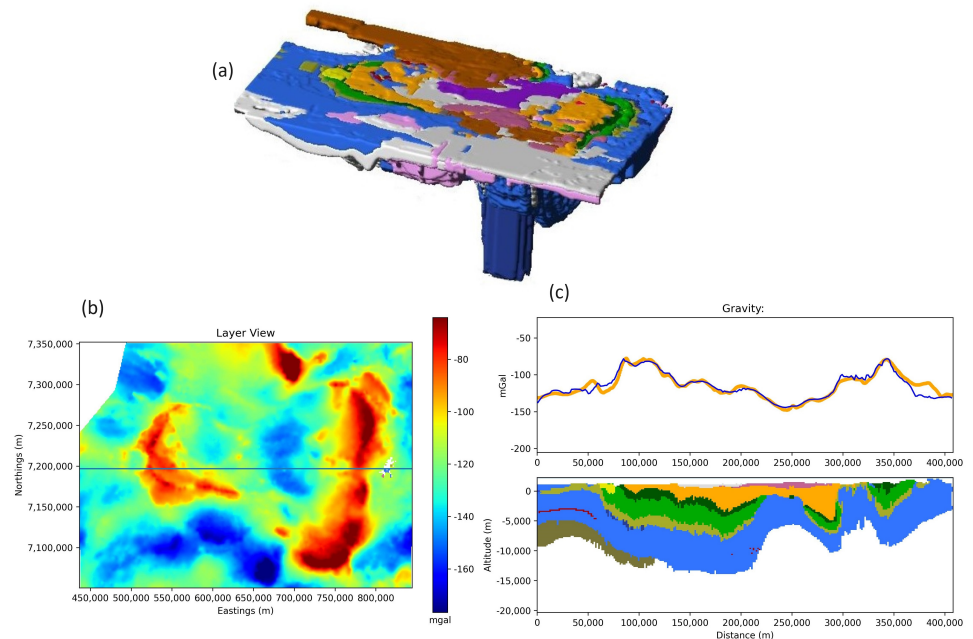 (a)
(b)
(c)
Layer View
7,350,000
7,300,000
7,250,000
7,200,000
7,150,000
7,100,000
Northings (m)
450,000 500,000 550,000 600,000 650,000 700,000 750,000 800,000
Eastings (m)
-80
-100
-120
-140
-160
mgal
Gravity:
-50
-100
-150
-200
mGal
0 50,000 100,000 150,000 200,000 250,000 300,000 350,000 400,000
0
-5,000
-10,000
-15,000
-20,000
Altitude (m)
0 50,000 100,000 150,000 200,000 250,000 300,000 350,000 400,000
Distance (m)